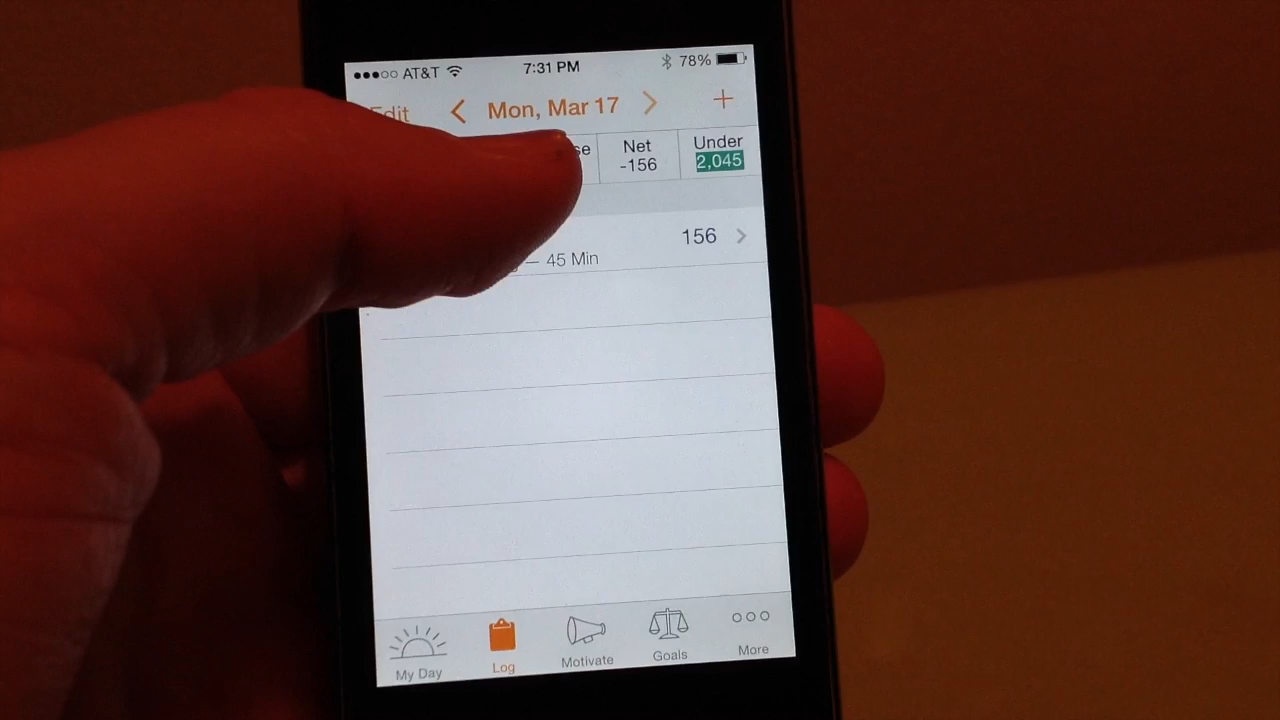 AT&T 7:31 PM 78%
Edit Mon, Mar 17 +
Net Under
-156 2,045
156
— 45 Min
My Day Log Motivate Goals More